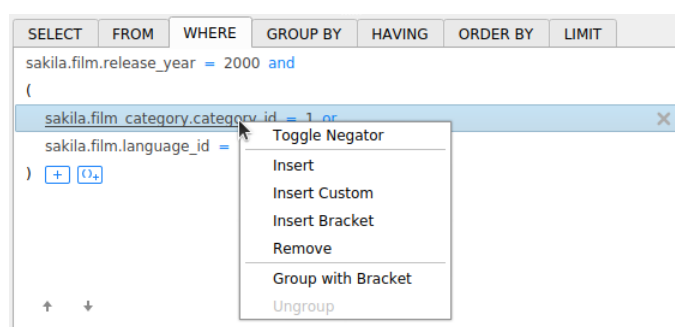 SELECT FROM WHERE GROUP BY HAVING ORDER BY LIMIT
sakila.film.release_year = 2000 and
(
sakila.film_category.category_id = 1 or
sakila.film.language_id =
) + ()+
Toggle Negator
Insert
Insert Custom
Insert Bracket
Remove
Group with Bracket
Ungroup